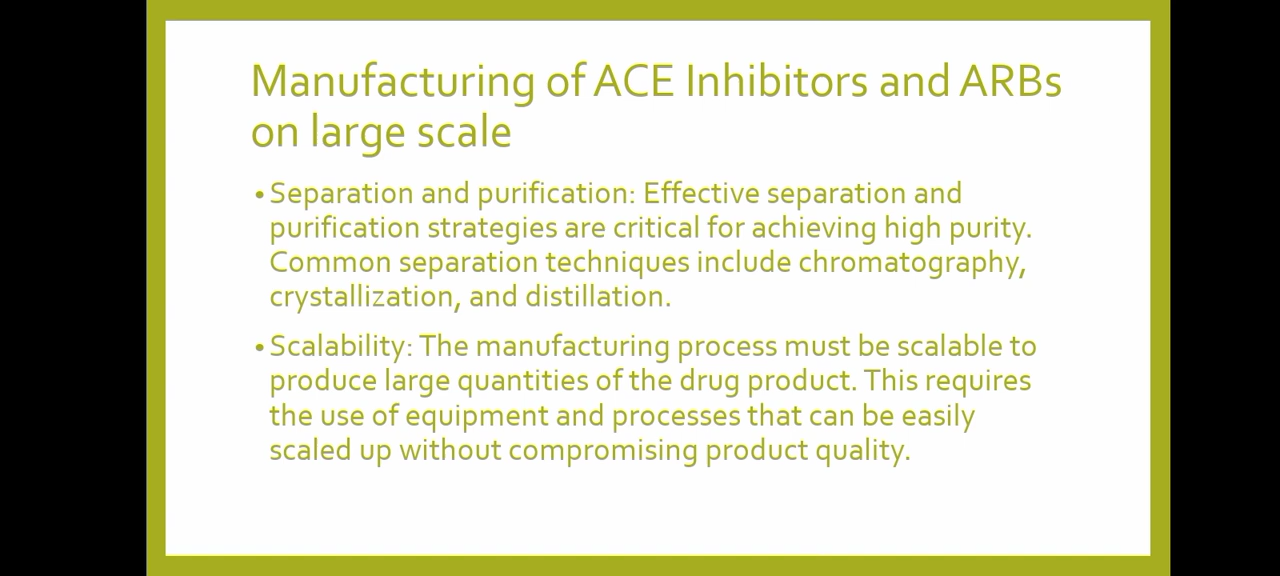 Manufacturing of ACE Inhibitors and ARBs
on large scale
• Separation and purification: Effective separation and
purification strategies are critical for achieving high purity.
Common separation techniques include chromatography,
crystallization, and distillation.
• Scalability: The manufacturing process must be scalable to
produce large quantities of the drug product. This requires
the use of equipment and processes that can be easily
scaled up without compromising product quality.